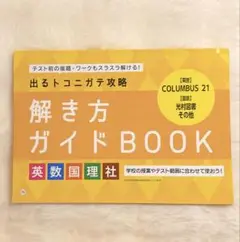 テスト前の宿題・ワークもスラスラ解ける！
出るトコニガテ攻略
解き方
ガイドBOOK
英数国理社
【英語】
COLUMBUS 21
【国語】
光村図書
その他
学校の授業やテスト範囲に合わせて使おう！